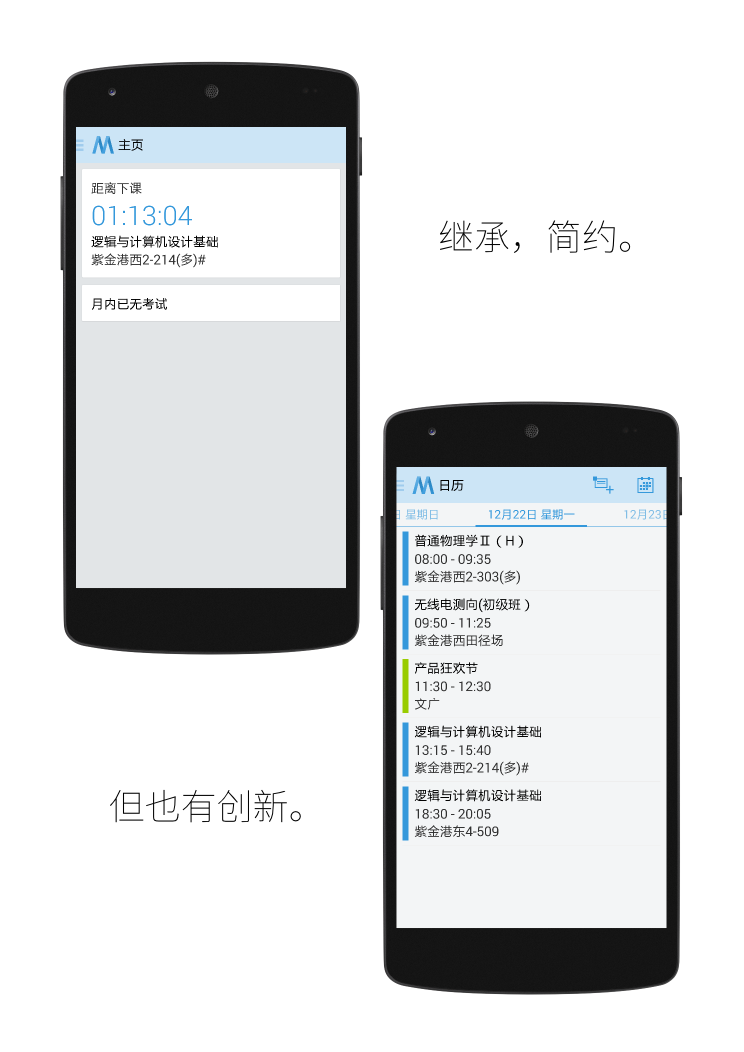 主页
距离下课
01:13:04
逻辑与计算机设计基础
紫金港西2-214(多)#
月内已无考试
继承，简约。
日历
日 星期日 12月22日 星期一 12月23日
普通物理学Ⅱ（H）
08:00 - 09:35
紫金港西2-303(多)
无线电测向(初级班）
09:50 - 11:25
紫金港西田径场
产品狂欢节
11:30 - 12:30
文广
逻辑与计算机设计基础
13:15 - 15:40
紫金港西2-214(多)#
逻辑与计算机设计基础
18:30 - 20:05
紫金港东4-509
但也有创新。